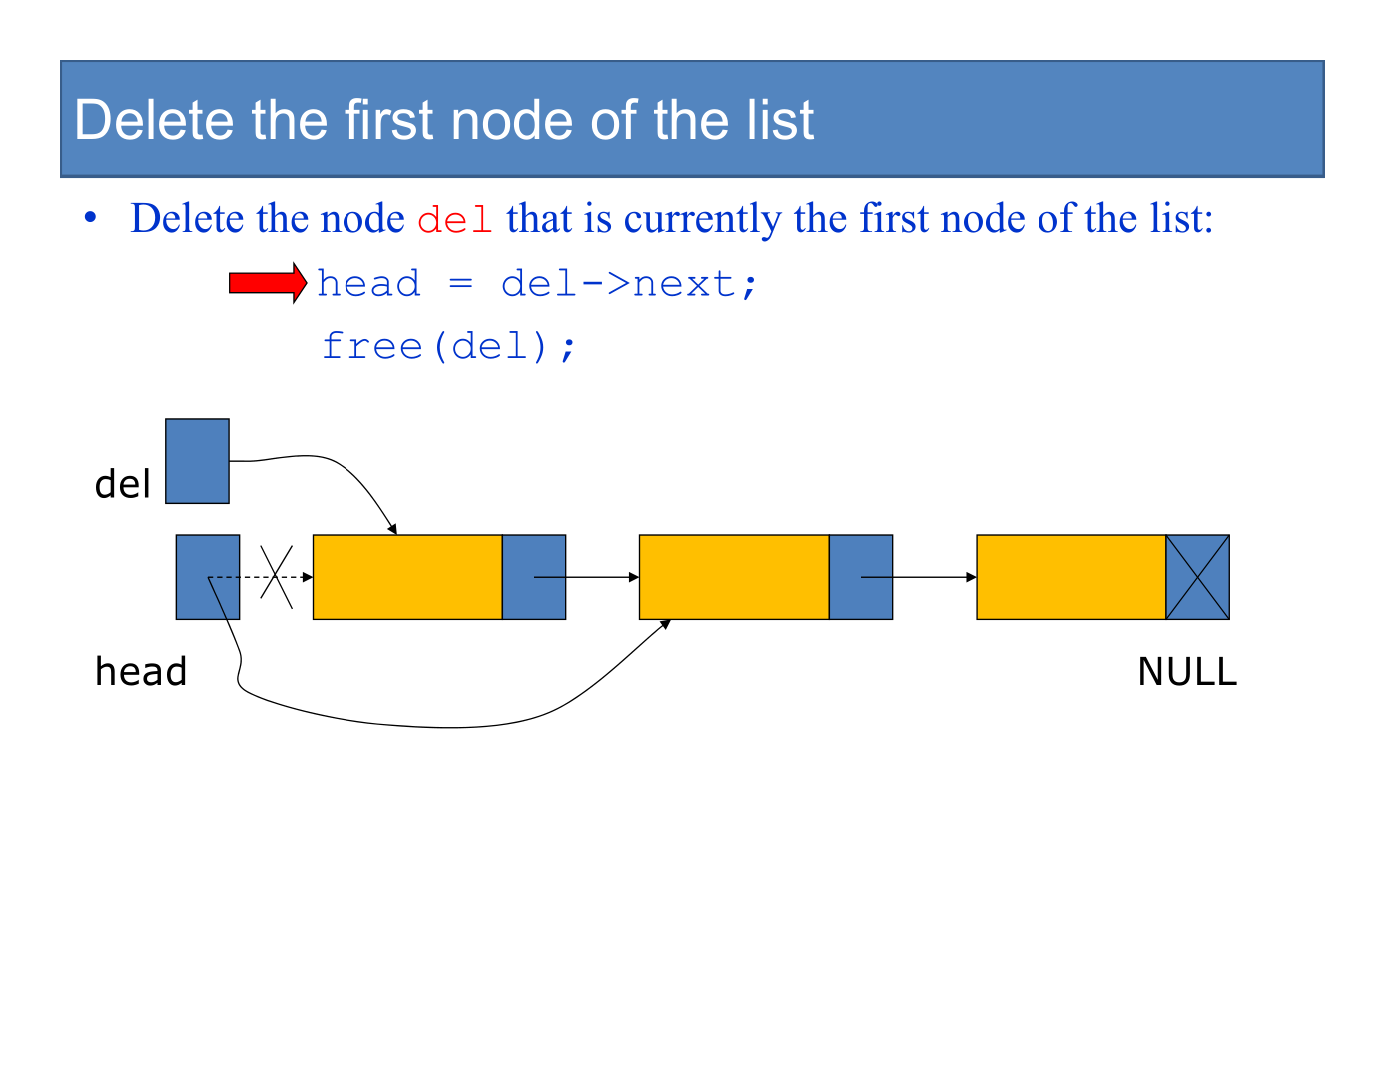 Delete the first node of the list
• Delete the node del that is currently the first node of the list:
head = del->next;
free(del);
del
head
NULL